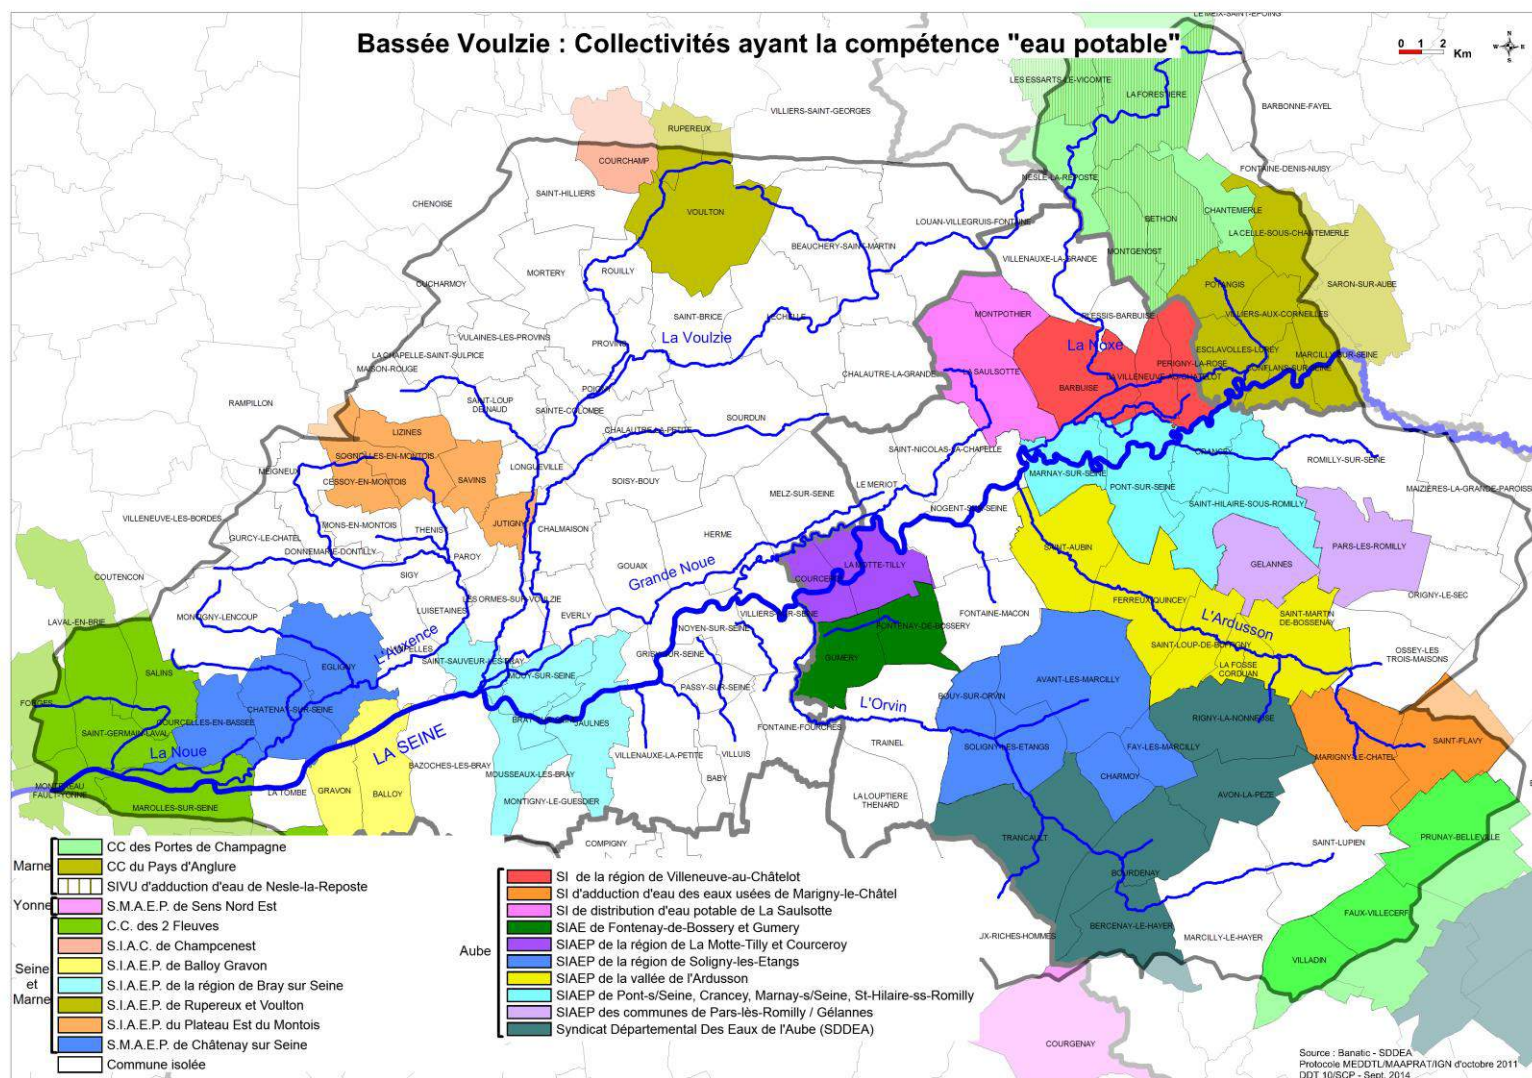 Bassée Voulzie : Collectivités ayant la compétence "eau potable"
0 1 2 Km
N
W E
S
LE MEIX-SAINT-EPOING
LES ESSARTS-LE-VICOMTE
LA FORESTIERE
BARBONNE-FAYEL
VILLIERS-SAINT-GEORGES
RUPEREUX
COURCHAMP
FONTAINE-DENIS-NUISY
NESLE-LA-REPOSTE
SAINT-HILLIERS
CHENOISE
VOULTON
LOUAN-VILLEGRUIS-FONTAINE
BETHON
CHANTEMERLE
LA CELLE-SOUS-CHANTEMERLE
BEAUCHERY-SAINT-MARTIN
MONTGENOST
VILLENAUXE-LA-GRANDE
MORTERY
ROUILLY
CUCHARMOY
POTANGIS
SARON-SUR-AUBE
SAINT-BRICE
LECHELLE
MONTPOTHIER
PLESSIS-BARBUISE
VILLIERS-AUX-CORNEILLES
VULAINES-LES-PROVINS
PROVINS
La Voulzie
La Noxe
ESCLAVOLLES-LUREY
MARCILLY-SUR-SEINE
LA CHAPELLE-SAINT-SULPICE
MAISON-ROUGE
PERIGNY-LA-ROSE
CONFLANS-SUR-SEINE
CHALAUTRE-LA-GRANDE
LA SAULSOTTE
BARBUISE
LA VILLENEUVE-AU-CHATELOT
POIGNY
RAMPILLON
SAINT-LOUP
DE NAUD
SAINTE-COLOMBE
SOURDUN
CHALAUTRE-LA-PETITE
LIZINES
SOGNOLLES-EN-MONTOIS
SAINT-NICOLAS-LA-CHAPELLE
CRANCEY
ROMILLY-SUR-SEINE
MEIGNEUX
LONGUEVILLE
CESSOY-EN-MONTOIS
SAVINS
SOISY-BOUY
MARNAY-SUR-SEINE
PONT-SUR-SEINE
LE MERIOT
MELZ-SUR-SEINE
MAIZIÈRES-LA-GRANDE-PAROISSE
SAINT-HILAIRE-SOUS-ROMILLY
NOGENT-SUR-SEINE
VILLENEUVE-LES-BORDES
MONS-EN-MONTOIS
THENISY
JUTIGNY
CHALMAISON
HERME
GURCY-LE-CHATEL
DONNEMARIE-DONTILLY
PAROY
SAINT-AUBIN
PARS-LES-ROMILLY
GELANNES
COUTENCON
SIGY
GOUAIX
Grande Noue
COURCEROY
LA MOTTE-TILLY
LES ORMES-SUR-VOULZIE
FERREUX-QUINCEY
ORIGNY-LE-SEC
LUISETAINES
EVERLY
VILLIERS-SUR-SEINE
FONTAINE-MACON
SAINT-MARTIN
DE-BOSSENAY
MONTIGNY-LENCOUP
LAVAL-EN-BRIE
NOYEN-SUR-SEINE
FONTENAY-DE-BOSSERY
L'Ardusson
SAINT-LOUP-DE-BUFFIGNY
L'Auxence
GUMERY
OSSEY-LES
TROIS-MAISONS
EGLIGNY
SAINT-SAUVEUR-LES-BRAY
MOUY-SUR-SEINE
LA FOSSE
CORDUAN
SALINS
AVANT-LES-MARCILLY
PASSY-SUR-SEINE
BOUY-SUR-ORVIN
CHATENAY-SUR-SEINE
L'Orvin
COURCELLES-EN-BASSEE
JAULNES
RIGNY-LA-NONNEUSE
SAINT-GERMAIN-LAVAL
FONTAINE-FOURCHES
SAINT-FLAVY
TRAINEL
SOLIGNY-LES-ETANGS
FAY-LES-MARCILLY
La Noue
LA SEINE
VILLENAUXE-LA-PETITE
VILLUIS
MARIGNY-LE-CHATEL
BAZOCHES-LES-BRAY
MOUSSEAUX-LES-BRAY
BABY
CHARMOY
MONTEREAU
FAULT-YONNE
LA TOMBE
GRAVON
BALLOY
LA LOUPTIERE
THENARD
AVON-LA-PEZE
MONTIGNY-LE-GUESDIER
MAROLLES-SUR-SEINE
TRANCAULT
PRUNAY-BELLEVILLE
COMPIGNY
SAINT-LUPIEN
BOURDENAY
FAUX-VILLECERF
BERCENAY-LE-HAYER
MARCILLY-LE-HAYER
UX-RICHES-HOMMES
VILLADIN
COURGENAY
Marne
CC des Portes de Champagne
CC du Pays d'Anglure
SIVU d'adduction d'eau de Nesle-la-Reposte
Yonne
S.M.A.E.P. de Sens Nord Est
Seine
et
Marne
C.C. des 2 Fleuves
S.I.A.C. de Champcenest
S.I.A.E.P. de Balloy Gravon
S.I.A.E.P. de la région de Bray sur Seine
S.I.A.E.P. de Rupereux et Voulton
S.I.A.E.P. du Plateau Est du Montois
S.M.A.E.P. de Châtenay sur Seine
Commune isolée
Aube
SI de la région de Villeneuve-au-Châtelot
SI d'adduction d'eau des eaux usées de Marigny-le-Châtel
SI de distribution d'eau potable de La Saulsotte
SIAE de Fontenay-de-Bossery et Gumery
SIAEP de la région de La Motte-Tilly et Courceroy
SIAEP de la région de Soligny-les-Etangs
SIAEP de la vallée de l'Ardusson
SIAEP de Pont-s/Seine, Crancey, Marnay-s/Seine, St-Hilaire-ss-Romilly
SIAEP des communes de Pars-lès-Romilly / Gélannes
Syndicat Départemental Des Eaux de l'Aube (SDDEA)
Source : Banatic - SDDEA
Protocole MEDDTL/MAAPRAT/IGN d'octobre 2011
DDT 10/SCP - Sept. 2014